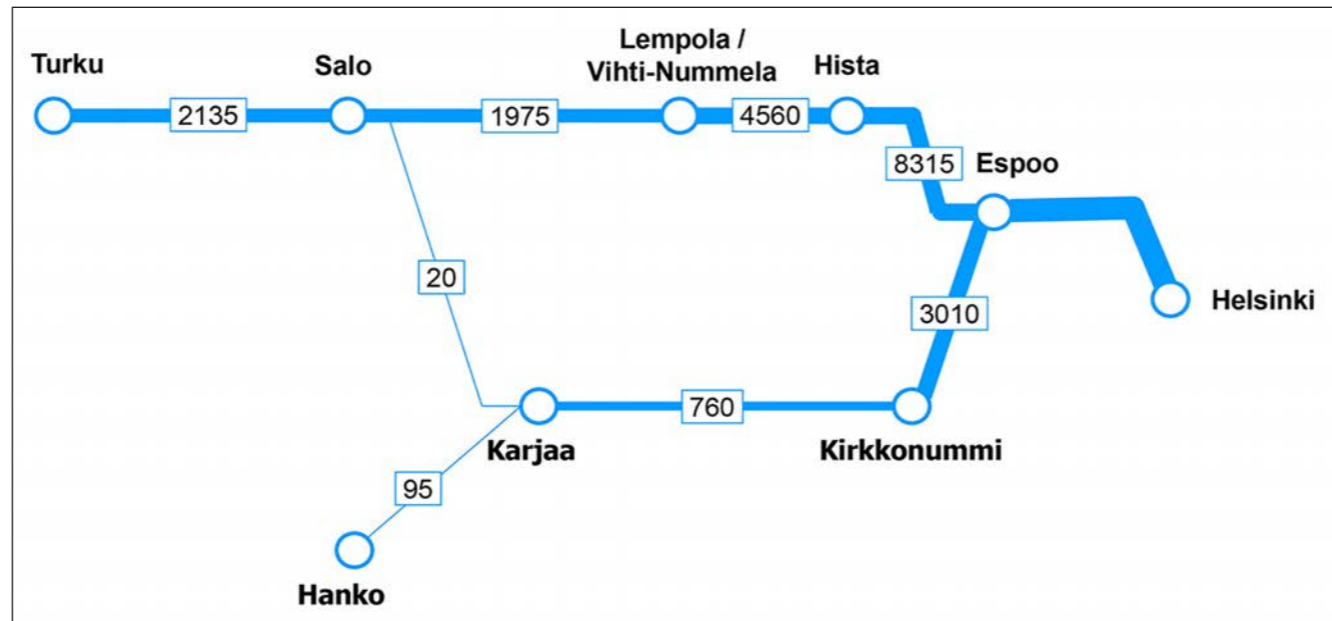 Turku
Salo
Lempola /
Vihti-Nummela
Hista
2135
1975
4560
8315
Espoo
20
3010
Helsinki
760
Karjaa
Kirkkonummi
95
Hanko